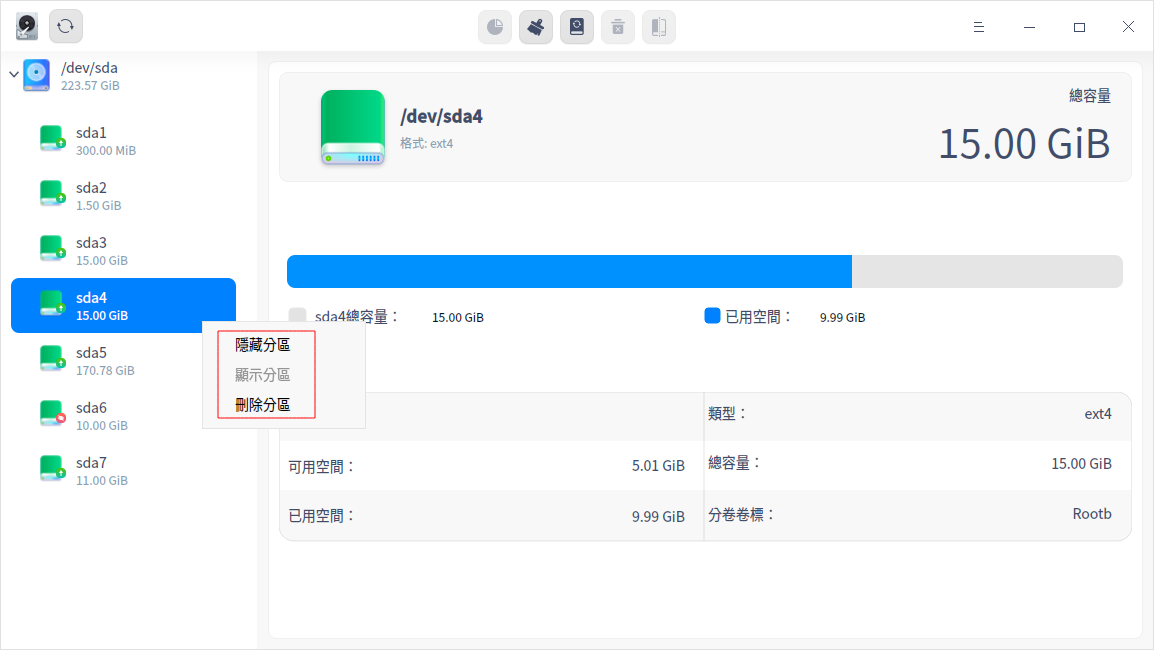 /dev/sda
223.57 GiB
sda1
300.00 MiB
sda2
1.50 GiB
sda3
15.00 GiB
sda4
15.00 GiB
sda5
170.78 GiB
sda6
10.00 GiB
sda7
11.00 GiB
隱藏分區
顯示分區
刪除分區
/dev/sda4
格式: ext4
總容量
15.00 GiB
sda4總容量： 15.00 GiB
已用空間： 9.99 GiB
類型： ext4
可用空間： 5.01 GiB
總容量： 15.00 GiB
已用空間： 9.99 GiB
分卷卷標： Rootb